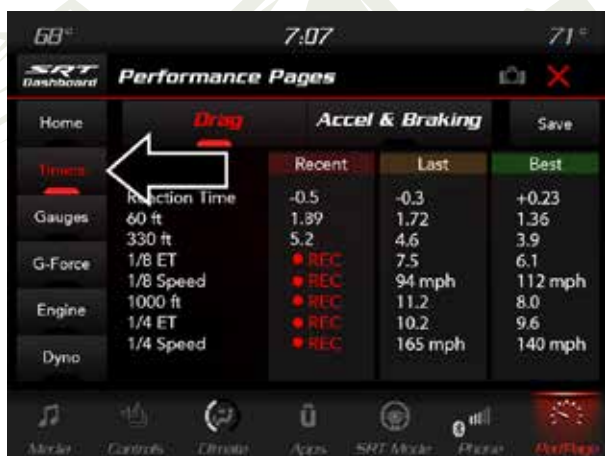 68° 7:07 71°
SRT Dashboard Performance Pages
Home Drag Accel & Braking Save
Timers Recent Last Best
Reaction Time -0.5 -0.3 +0.23
Gauges 60 ft 1.89 1.72 1.36
330 ft 5.2 4.6 3.9
G-Force 1/8 ET REC 7.5 6.1
1/8 Speed REC 94 mph 112 mph
Engine 1000 ft REC 11.2 8.0
1/4 ET REC 10.2 9.6
Dyno 1/4 Speed REC 165 mph 140 mph
Media Controls Climate Apps SRT Mode Phone Perf Page